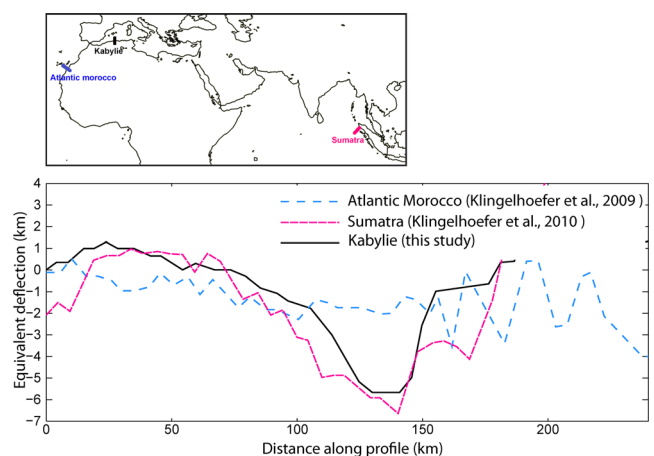 Kabylie
Atlantic morocco
Sumatra
Equivalent deflection (km)
4
3
2
1
0
−1
−2
−3
−4
−5
−6
−7
Atlantic Morocco (Klingelhoefer et al., 2009 )
Sumatra (Klingelhoefer et al., 2010 )
Kabylie (this study)
0 50 100 150 200
Distance along profile (km)